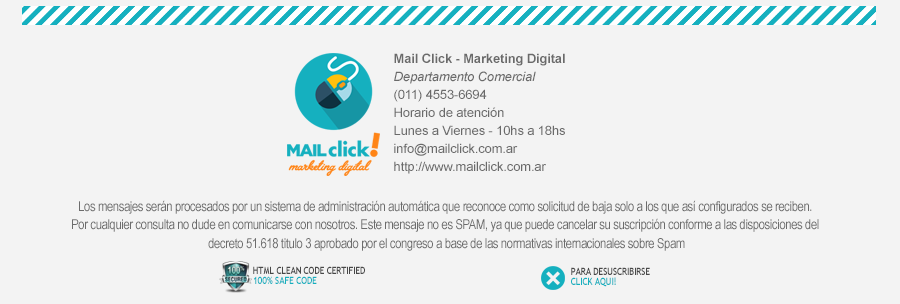 Mail Click - Marketing Digital
Departamento Comercial
(011) 4553-6694
Horario de atención
Lunes a Viernes - 10hs a 18hs
info@mailclick.com.ar
http://www.mailclick.com.ar
MAIL click!
marketing digital
Los mensajes serán procesados por un sistema de administración automática que reconoce como solicitud de baja solo a los que así configurados se reciben.
Por cualquier consulta no dude en comunicarse con nosotros. Este mensaje no es SPAM, ya que puede cancelar su suscripción conforme a las disposiciones del
decreto 51.618 titulo 3 aprobado por el congreso a base de las normativas internacionales sobre Spam
100%
SECURED
HTML CLEAN CODE CERTIFIED
100% SAFE CODE
PARA DESUSCRIBIRSE
CLICK AQUI!